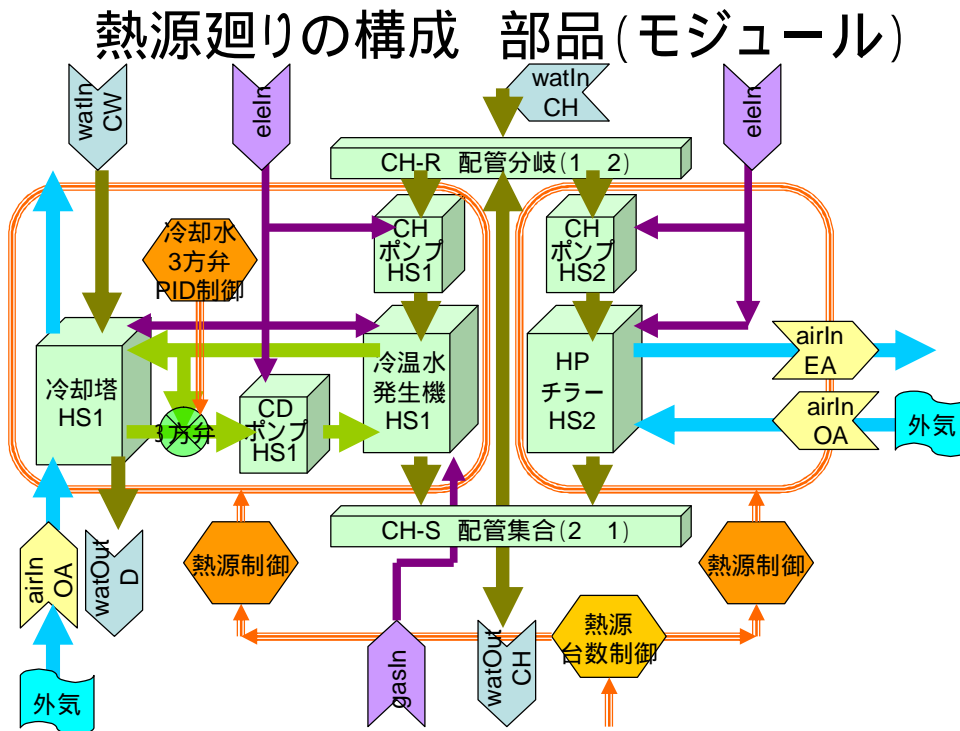 熱源廻りの構成 部品(モジュール)
watIn
CW
eleIn
watIn
CH
eleIn
CH-R 配管分岐(1 2)
冷却水
3方弁
PID制御
CH
ポンプ
HS1
CH
ポンプ
HS2
冷却塔
HS1
3方弁
CD
ポンプ
HS1
冷温水
発生機
HS1
HP
チラー
HS2
airIn
EA
airIn
OA
外気
CH-S 配管集合(2 1)
airIn
OA
watOut
D
熱源制御
熱源制御
gasIn
watOut
CH
熱源
台数制御
外気